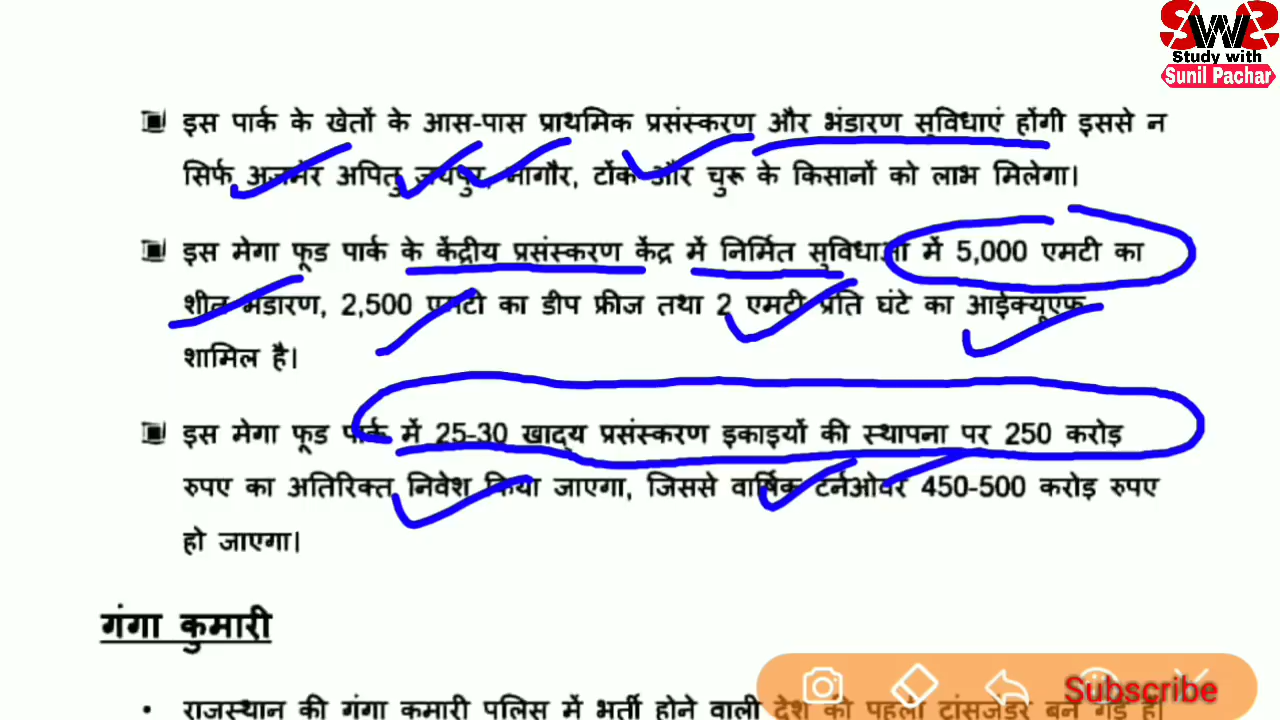 SWS
Study with
Sunil Pachar
इस पार्क के खेतों के आस-पास प्राथमिक प्रसंस्करण और भंडारण सुविधाएं होंगी इससे न
सिर्फ अजमेर अपितु जयपुर, नागौर, टोंक और चुरू के किसानों को लाभ मिलेगा।
इस मेगा फूड पार्क के केंद्रीय प्रसंस्करण केंद्र में निर्मित सुविधाओं में 5,000 एमटी का
शीत भंडारण, 2,500 एमटी का डीप फ्रीज तथा 2 एमटी प्रति घंटे का आईक्यूएफ
शामिल है।
इस मेगा फूड पार्क में 25-30 खाद्य प्रसंस्करण इकाइयों की स्थापना पर 250 करोड़
रुपए का अतिरिक्त निवेश किया जाएगा, जिससे वार्षिक टर्नओवर 450-500 करोड़ रुपए
हो जाएगा।
गंगा कुमारी
• राजस्थान की गंगा कुमारी पुलिस में भर्ती होने वाली देश की पहली ट्रांसजेंडर बन गई है।
Subscribe